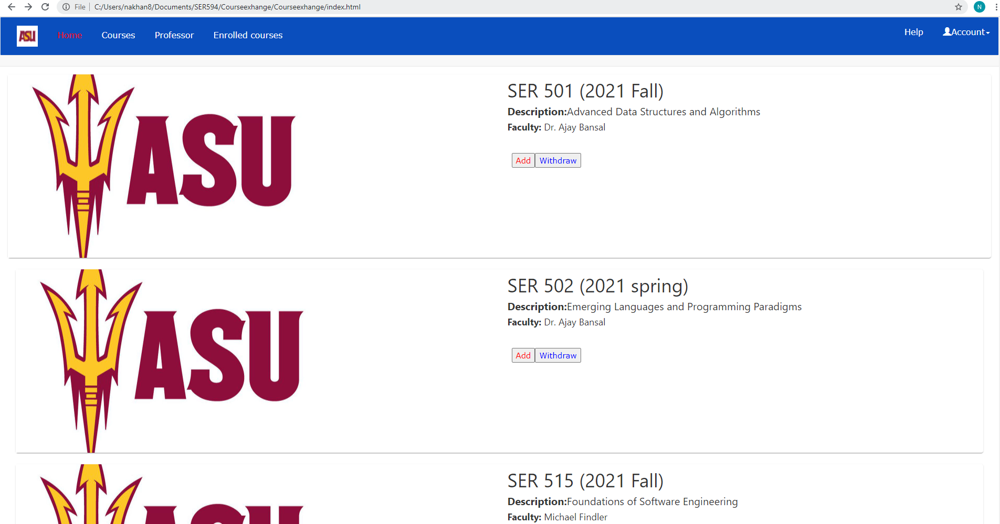 File C:/Users/nakhan8/Documents/SER594/Courseexhange/Courseexhange/index.html N
ASU Home Courses Professor Enrolled courses Help Account
ASU
SER 501 (2021 Fall)
Description:Advanced Data Structures and Algorithms
Faculty: Dr. Ajay Bansal
Add Withdraw
ASU
SER 502 (2021 spring)
Description:Emerging Languages and Programming Paradigms
Faculty: Dr. Ajay Bansal
Add Withdraw
ASU
SER 515 (2021 Fall)
Description:Foundations of Software Engineering
Faculty: Michael Findler